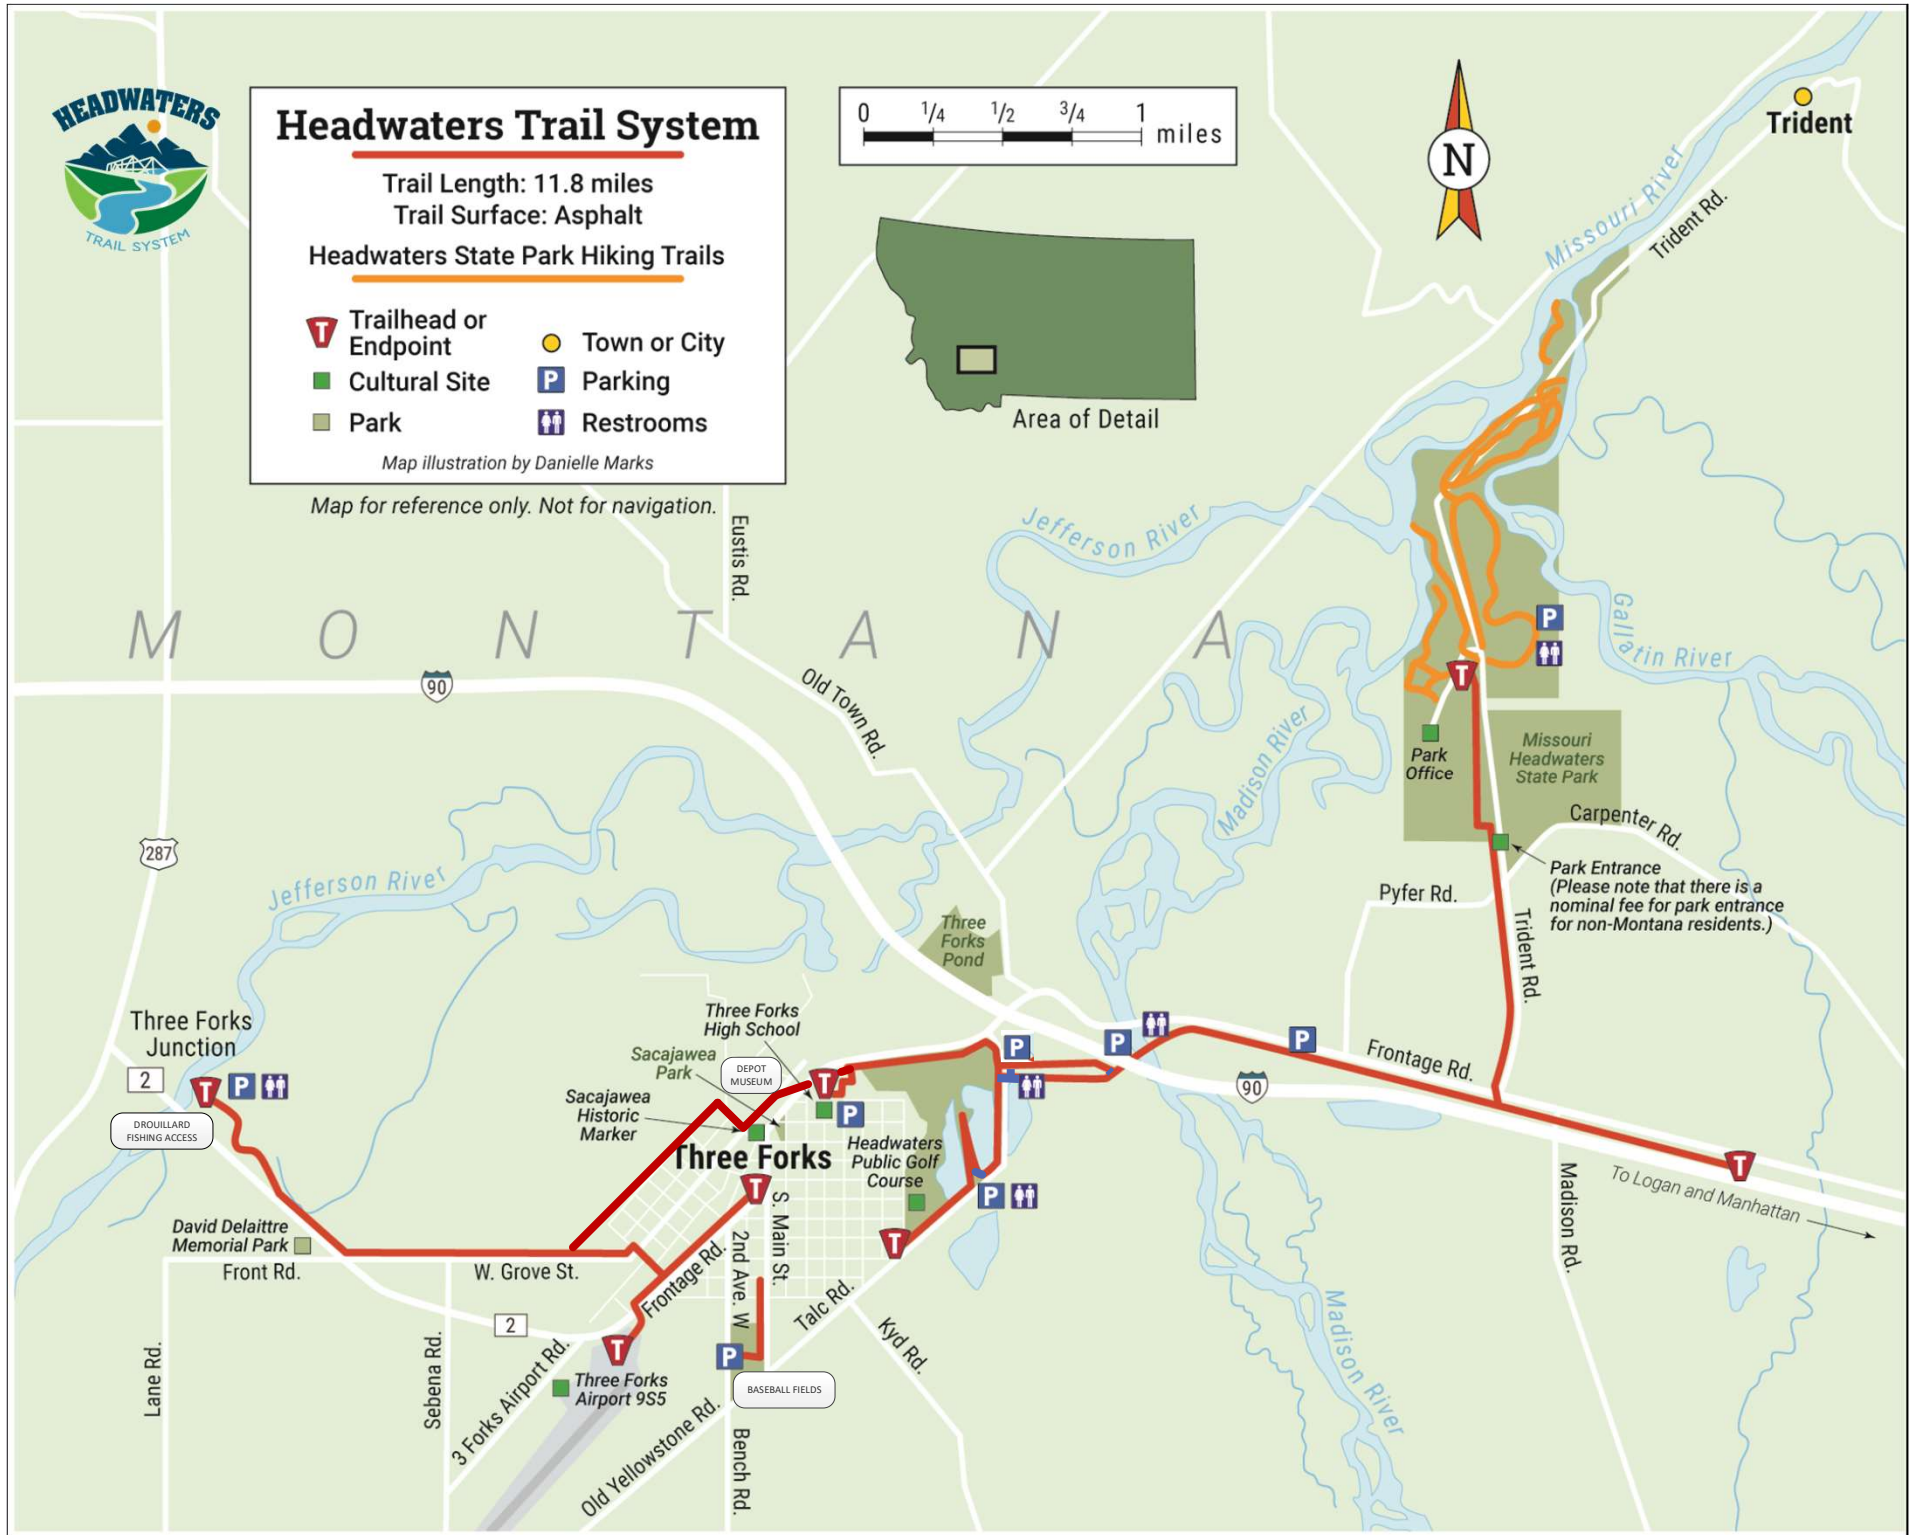 HEADWATERS
TRAIL SYSTEM
Headwaters Trail System
Trail Length: 11.8 miles
Trail Surface: Asphalt
Headwaters State Park Hiking Trails
T
Trailhead or
Endpoint
Town or City
Cultural Site
P
Parking
Park
Restrooms
Map illustration by Danielle Marks
Map for reference only. Not for navigation.
0 1/4 1/2 3/4 1
miles
Area of Detail
N
Trident
Missouri River
Trident Rd.
Eustis Rd.
Jefferson River
MONTANA
90
Old Town Rd.
Madison River
Gallatin River
P
T
Park
Office
Missouri
Headwaters
State Park
Carpenter Rd.
Park Entrance
(Please note that there is a
nominal fee for park entrance
for non-Montana residents.)
Pyfer Rd.
Trident Rd.
287
Jefferson River
Three
Forks
Pond
Three Forks
Junction
2
T
P
DROUILLARD
FISHING ACCESS
Three Forks
High School
Sacajawea
Park
DEPOT
MUSEUM
Sacajawea
Historic
Marker
T
P
P
P
P
Frontage Rd.
90
Three Forks
Headwaters
Public Golf
Course
T
P
T
T
To Logan and Manhattan
Madison Rd.
David Delaittre
Memorial Park
Front Rd.
W. Grove St.
Frontage Rd.
2nd Ave. W
S. Main St.
Talc Rd.
Kyd Rd.
2
T
P
Three Forks
Airport 9S5
BASEBALL FIELDS
Lane Rd.
Sebena Rd.
3 Forks Airport Rd.
Old Yellowstone Rd.
Bench Rd.
Madison River